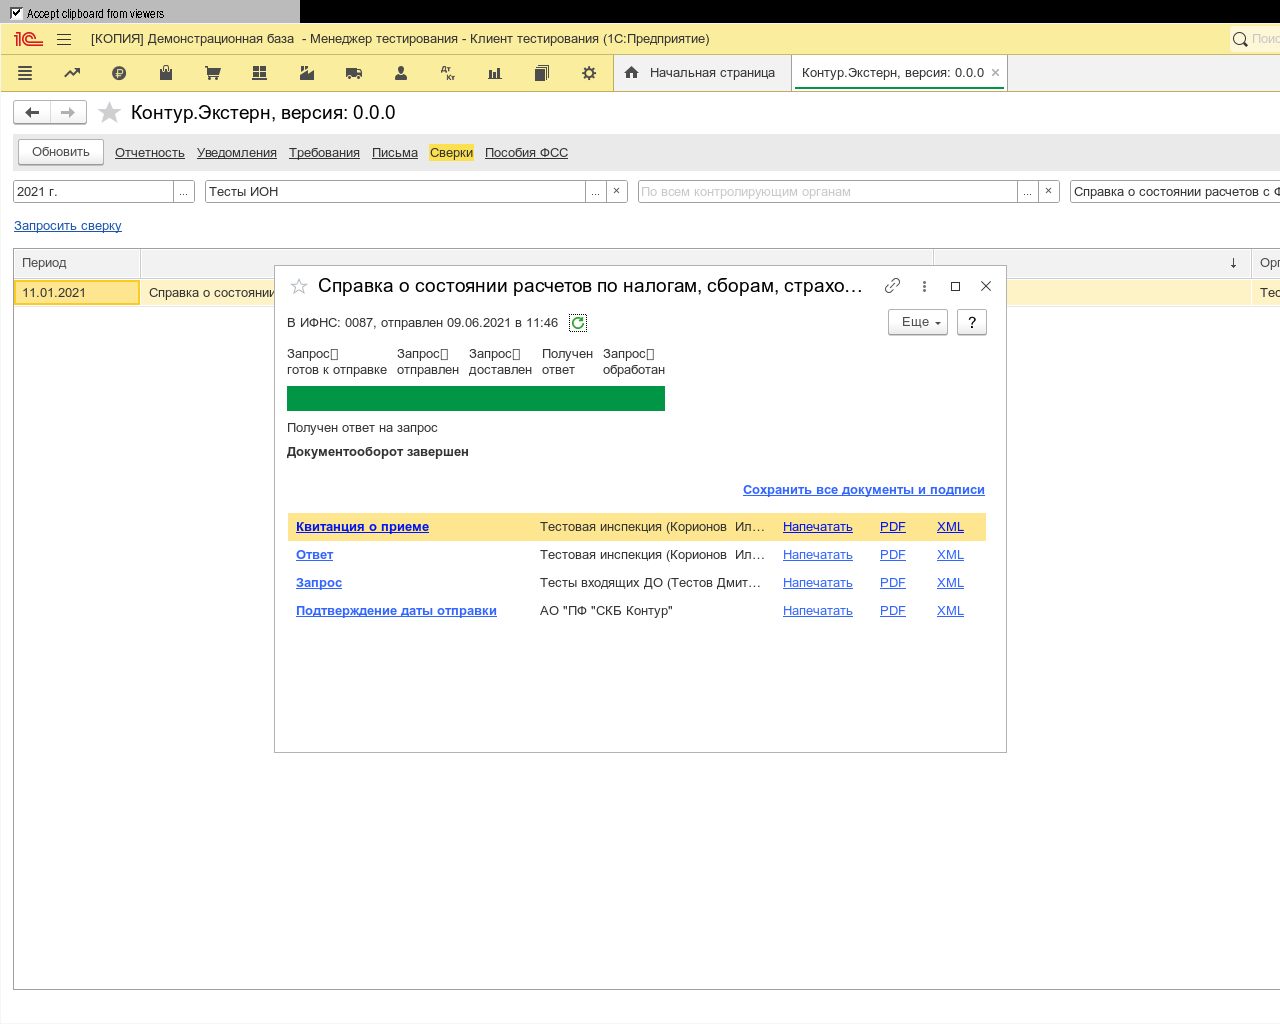 Accept clipboard from viewers
[КОПИЯ] Демонстрационная база - Менеджер тестирования - Клиент тестирования (1С:Предприятие)
Начальная страница
Контур.Экстерн, версия: 0.0.0
Контур.Экстерн, версия: 0.0.0
Обновить Отчетность Уведомления Требования Письма Сверки Пособия ФСС
2021 г. ... Тесты ИОН ... × По всем контролирующим органам ... × Справка о состоянии расчетов с
Запросить сверку
Период
11.01.2021 Справка о состоянии
Справка о состоянии расчетов по налогам, сборам, страхо...
В ИФНС: 0087, отправлен 09.06.2021 в 11:46
Еще ?
Запрос Запрос Запрос Получен Запрос
готов к отправке отправлен доставлен ответ обработан
Получен ответ на запрос
Документооборот завершен
Сохранить все документы и подписи
Квитанция о приеме Тестовая инспекция (Корионов Ил... Напечатать PDF XML
Ответ Тестовая инспекция (Корионов Ил... Напечатать PDF XML
Запрос Тесты входящих ДО (Тестов Дмит... Напечатать PDF XML
Подтверждение даты отправки АО "ПФ "СКБ Контур" Напечатать PDF XML